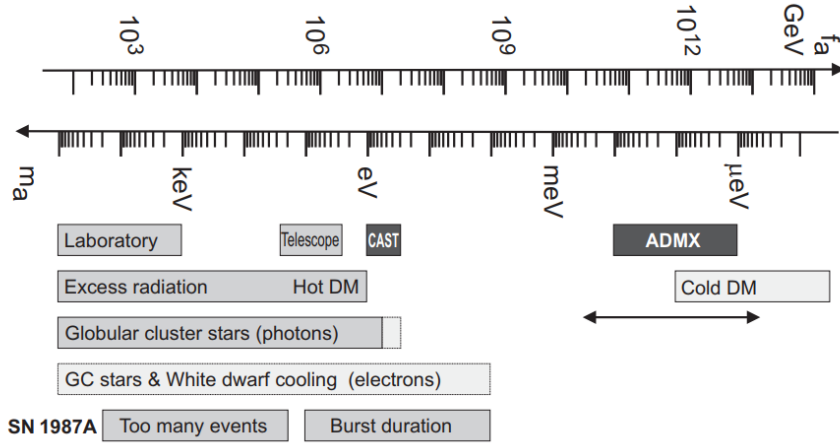 10³ 10⁶ 10⁹ 10¹² GeV fₐ
mₐ keV eV meV μeV
Laboratory Telescope CAST ADMX
Excess radiation Hot DM Cold DM
Globular cluster stars (photons)
GC stars & White dwarf cooling (electrons)
SN 1987A Too many events Burst duration